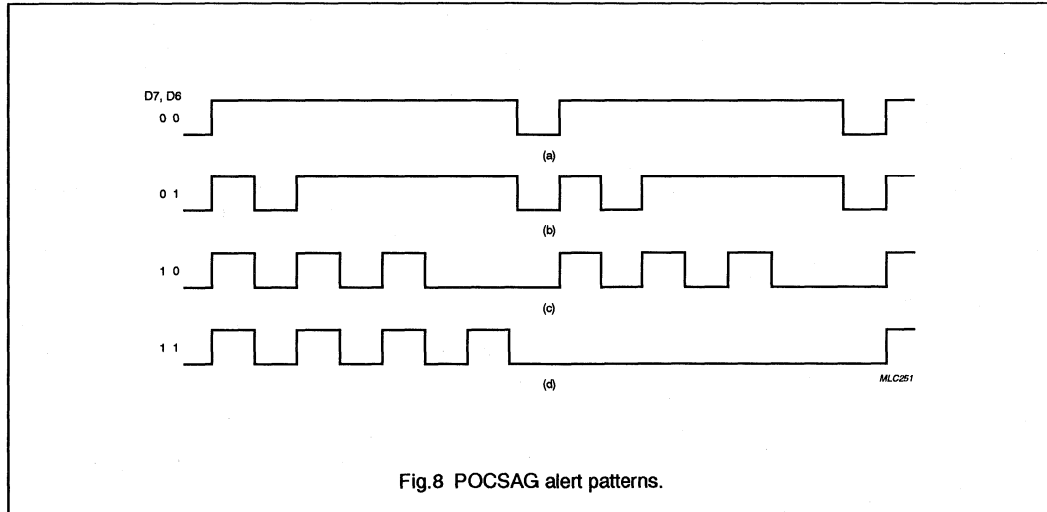 D7, D6
0 0
(a)
0 1
(b)
1 0
(c)
1 1
(d)
MLC251
Fig.8 POCSAG alert patterns.